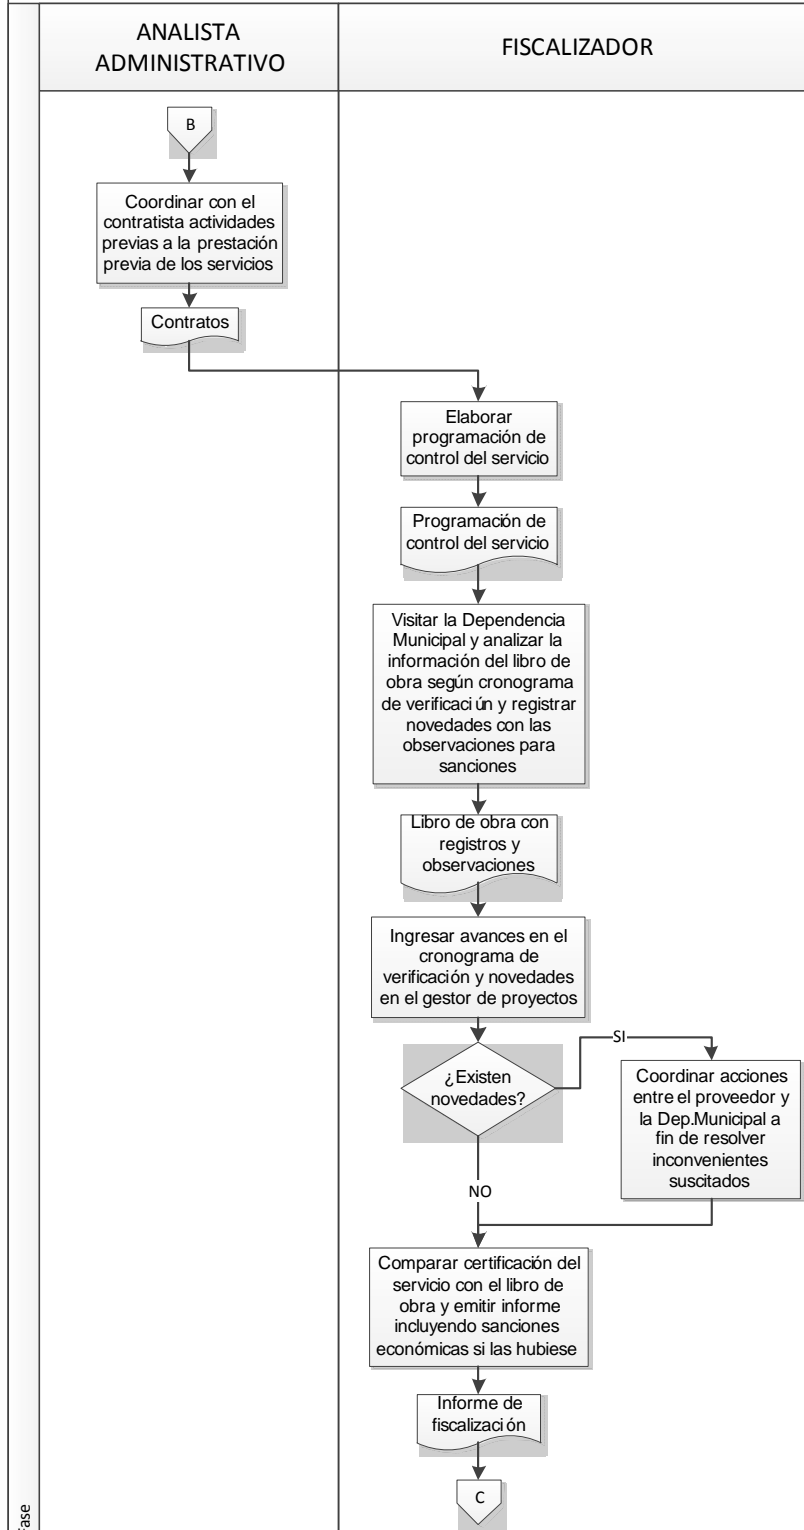 ANALISTA
ADMINISTRATIVO
FISCALIZADOR
B
Coordinar con el
contratista actividades
previas a la prestación
previa de los servicios
Contratos
Elaborar
programación de
control del servicio
Programación de
control del servicio
Visitar la Dependencia
Municipal y analizar la
información del libro de
obra según cronograma
de verificaciún y registrar
novedades con las
observaciones para
sanciones
Libro de obra con
registros y
observaciones
Ingresar avances en el
cronograma de
verificación y novedades
en el gestor de proyectos
¿Existen
novedades?
SI
Coordinar acciones
entre el proveedor y
la Dep.Municipal a
fin de resolver
inconvenientes
suscitados
NO
Comparar certificación del
servicio con el libro de
obra y emitir informe
incluyendo sanciones
económicas si las hubiese
Informe de
fiscalización
C
Fase